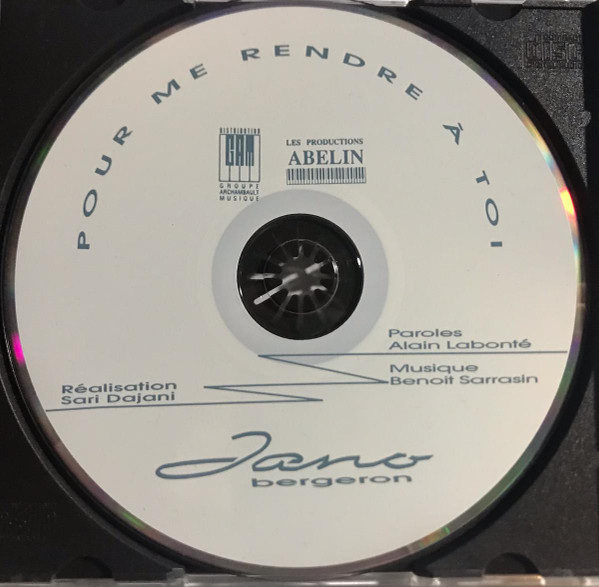 POUR ME RENDRE À TOI
DISTRIBUTION
GAM
GROUPE
ARCHAMBAULT
MUSIQUE
LES PRODUCTIONS
ABELIN
Paroles
Alain Labonté
Musique
Benoit Sarrasin
Réalisation
Sari Dajani
Jano
bergeron